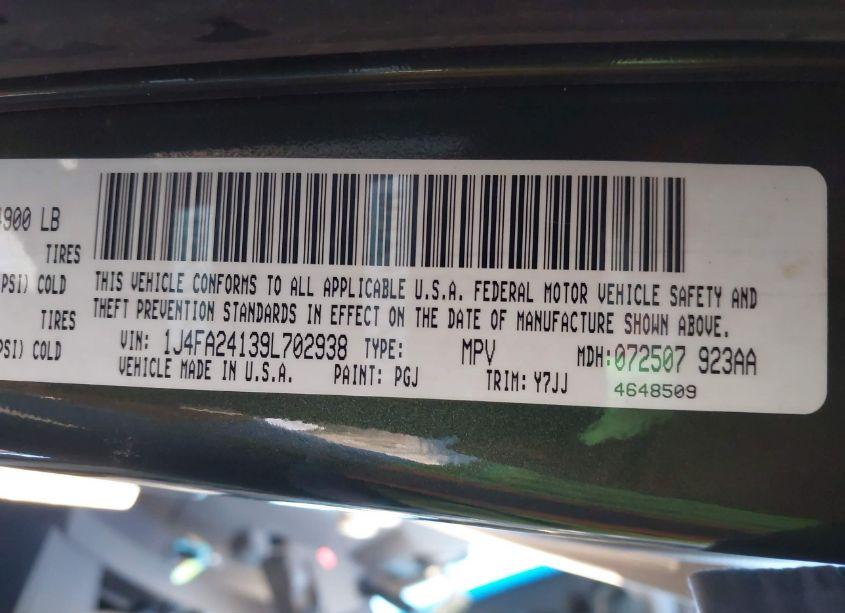 4900 LB
TIRES
PSI) COLD
TIRES
PSI) COLD
THIS VEHICLE CONFORMS TO ALL APPLICABLE U.S.A. FEDERAL MOTOR VEHICLE SAFETY AND
THEFT PREVENTION STANDARDS IN EFFECT ON THE DATE OF MANUFACTURE SHOWN ABOVE.
VIN: 1J4FA24139L702938 TYPE: MPV MDH: 072507 923AA
VEHICLE MADE IN U.S.A. PAINT: PGJ TRIM: Y7JJ 4648509